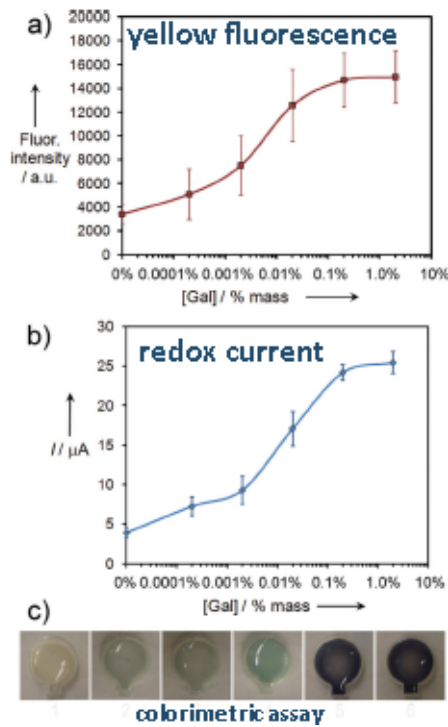 a)
yellow fluorescence
20000
18000
16000
14000
12000
10000
8000
6000
4000
2000
0
Fluor.
intensity
/ a.u.
0% 0.0001% 0.001% 0.01% 0.1% 1.0% 10%
[Gal] / % mass
b)
redox current
30
25
20
15
10
5
0
I / µA
0% 0.0001% 0.001% 0.01% 0.1% 1.0% 10%
[Gal] / % mass
c)
1 2 3 4 5 6
colorimetric assay